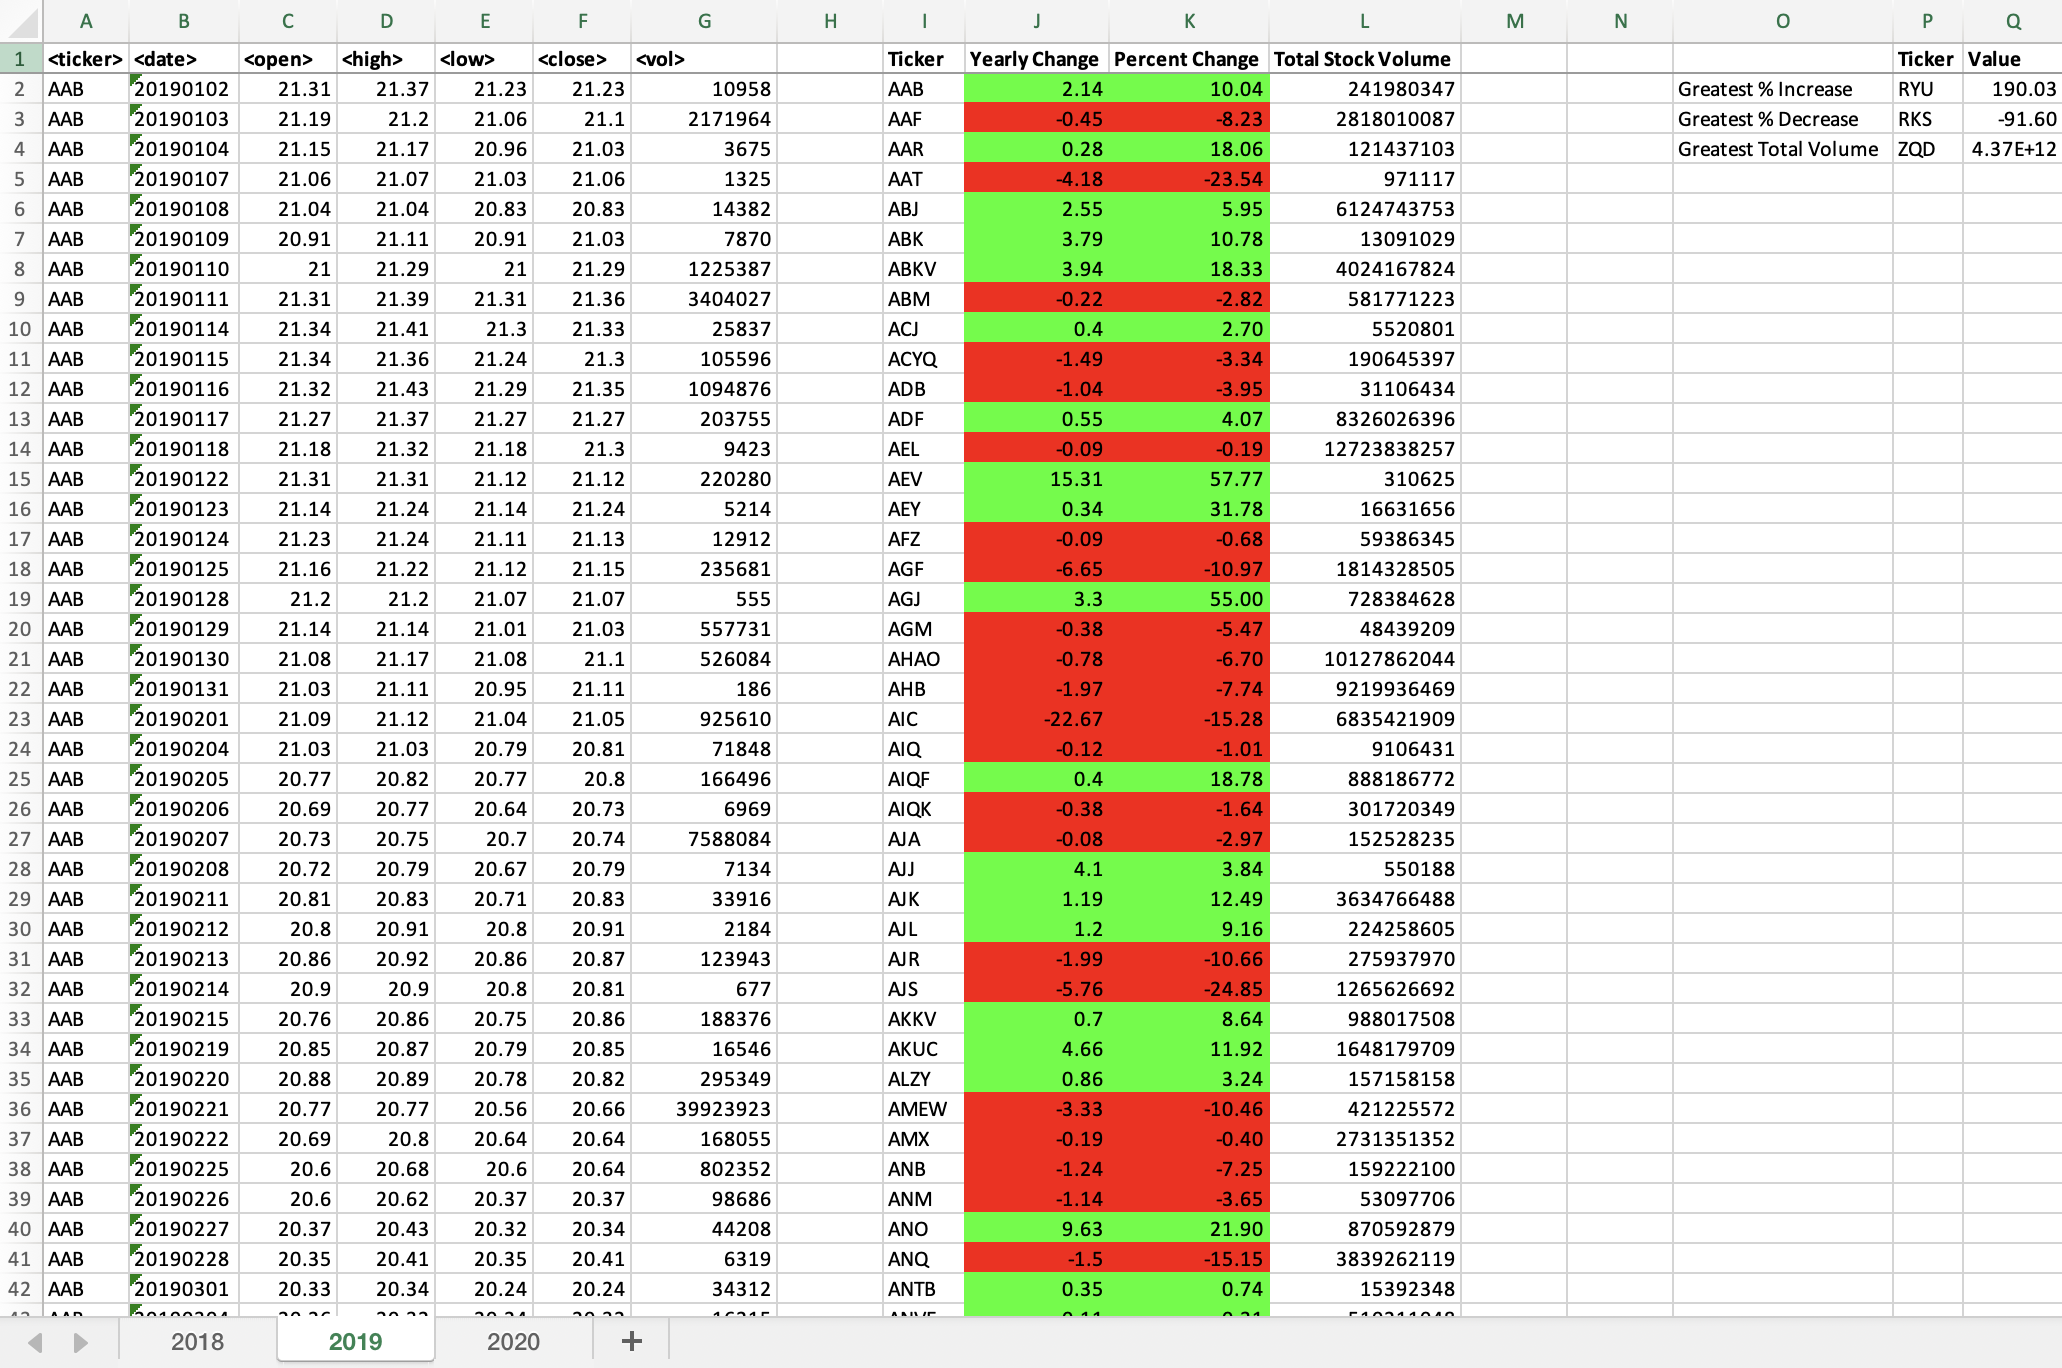 A B C D E F G H I J K L M N O P Q
1 <ticker> <date> <open> <high> <low> <close> <vol> Ticker Yearly Change Percent Change Total Stock Volume Ticker Value
2 AAB 20190102 21.31 21.37 21.23 21.23 10958 AAB 2.14 10.04 241980347 Greatest % Increase RYU 190.03
3 AAB 20190103 21.19 21.2 21.06 21.1 2171964 AAF -0.45 -8.23 2818010087 Greatest % Decrease RKS -91.60
4 AAB 20190104 21.15 21.17 20.96 21.03 3675 AAR 0.28 18.06 121437103 Greatest Total Volume ZQD 4.37E+12
5 AAB 20190107 21.06 21.07 21.03 21.06 1325 AAT -4.18 -23.54 971117
6 AAB 20190108 21.04 21.04 20.83 20.83 14382 ABJ 2.55 5.95 6124743753
7 AAB 20190109 20.91 21.11 20.91 21.03 7870 ABK 3.79 10.78 13091029
8 AAB 20190110 21 21.29 21 21.29 1225387 ABKV 3.94 18.33 4024167824
9 AAB 20190111 21.31 21.39 21.31 21.36 3404027 ABM -0.22 -2.82 581771223
10 AAB 20190114 21.34 21.41 21.3 21.33 25837 ACJ 0.4 2.70 5520801
11 AAB 20190115 21.34 21.36 21.24 21.3 105596 ACYQ -1.49 -3.34 190645397
12 AAB 20190116 21.32 21.43 21.29 21.35 1094876 ADB -1.04 -3.95 31106434
13 AAB 20190117 21.27 21.37 21.27 21.27 203755 ADF 0.55 4.07 8326026396
14 AAB 20190118 21.18 21.32 21.18 21.3 9423 AEL -0.09 -0.19 12723838257
15 AAB 20190122 21.31 21.31 21.12 21.12 220280 AEV 15.31 57.77 310625
16 AAB 20190123 21.14 21.24 21.14 21.24 5214 AEY 0.34 31.78 16631656
17 AAB 20190124 21.23 21.24 21.11 21.13 12912 AFZ -0.09 -0.68 59386345
18 AAB 20190125 21.16 21.22 21.12 21.15 235681 AGF -6.65 -10.97 1814328505
19 AAB 20190128 21.2 21.2 21.07 21.07 555 AGJ 3.3 55.00 728384628
20 AAB 20190129 21.14 21.14 21.01 21.03 557731 AGM -0.38 -5.47 48439209
21 AAB 20190130 21.08 21.17 21.08 21.1 526084 AHAO -0.78 -6.70 10127862044
22 AAB 20190131 21.03 21.11 20.95 21.11 186 AHB -1.97 -7.74 9219936469
23 AAB 20190201 21.09 21.12 21.04 21.05 925610 AIC -22.67 -15.28 6835421909
24 AAB 20190204 21.03 21.03 20.79 20.81 71848 AIQ -0.12 -1.01 9106431
25 AAB 20190205 20.77 20.82 20.77 20.8 166496 AIQF 0.4 18.78 888186772
26 AAB 20190206 20.69 20.77 20.64 20.73 6969 AIQK -0.38 -1.64 301720349
27 AAB 20190207 20.73 20.75 20.7 20.74 7588084 AJA -0.08 -2.97 152528235
28 AAB 20190208 20.72 20.79 20.67 20.79 7134 AJJ 4.1 3.84 550188
29 AAB 20190211 20.81 20.83 20.71 20.83 33916 AJK 1.19 12.49 3634766488
30 AAB 20190212 20.8 20.91 20.8 20.91 2184 AJL 1.2 9.16 224258605
31 AAB 20190213 20.86 20.92 20.86 20.87 123943 AJR -1.99 -10.66 275937970
32 AAB 20190214 20.9 20.9 20.8 20.81 677 AJS -5.76 -24.85 1265626692
33 AAB 20190215 20.76 20.86 20.75 20.86 188376 AKKV 0.7 8.64 988017508
34 AAB 20190219 20.85 20.87 20.79 20.85 16546 AKUC 4.66 11.92 1648179709
35 AAB 20190220 20.88 20.89 20.78 20.82 295349 ALZY 0.86 3.24 157158158
36 AAB 20190221 20.77 20.77 20.56 20.66 39923923 AMEW -3.33 -10.46 421225572
37 AAB 20190222 20.69 20.8 20.64 20.64 168055 AMX -0.19 -0.40 2731351352
38 AAB 20190225 20.6 20.68 20.6 20.64 802352 ANB -1.24 -7.25 159222100
39 AAB 20190226 20.6 20.62 20.37 20.37 98686 ANM -1.14 -3.65 53097706
40 AAB 20190227 20.37 20.43 20.32 20.34 44208 ANO 9.63 21.90 870592879
41 AAB 20190228 20.35 20.41 20.35 20.41 6319 ANQ -1.5 -15.15 3839262119
42 AAB 20190301 20.33 20.34 20.24 20.24 34312 ANTB 0.35 0.74 15392348
2018 2019 2020 +